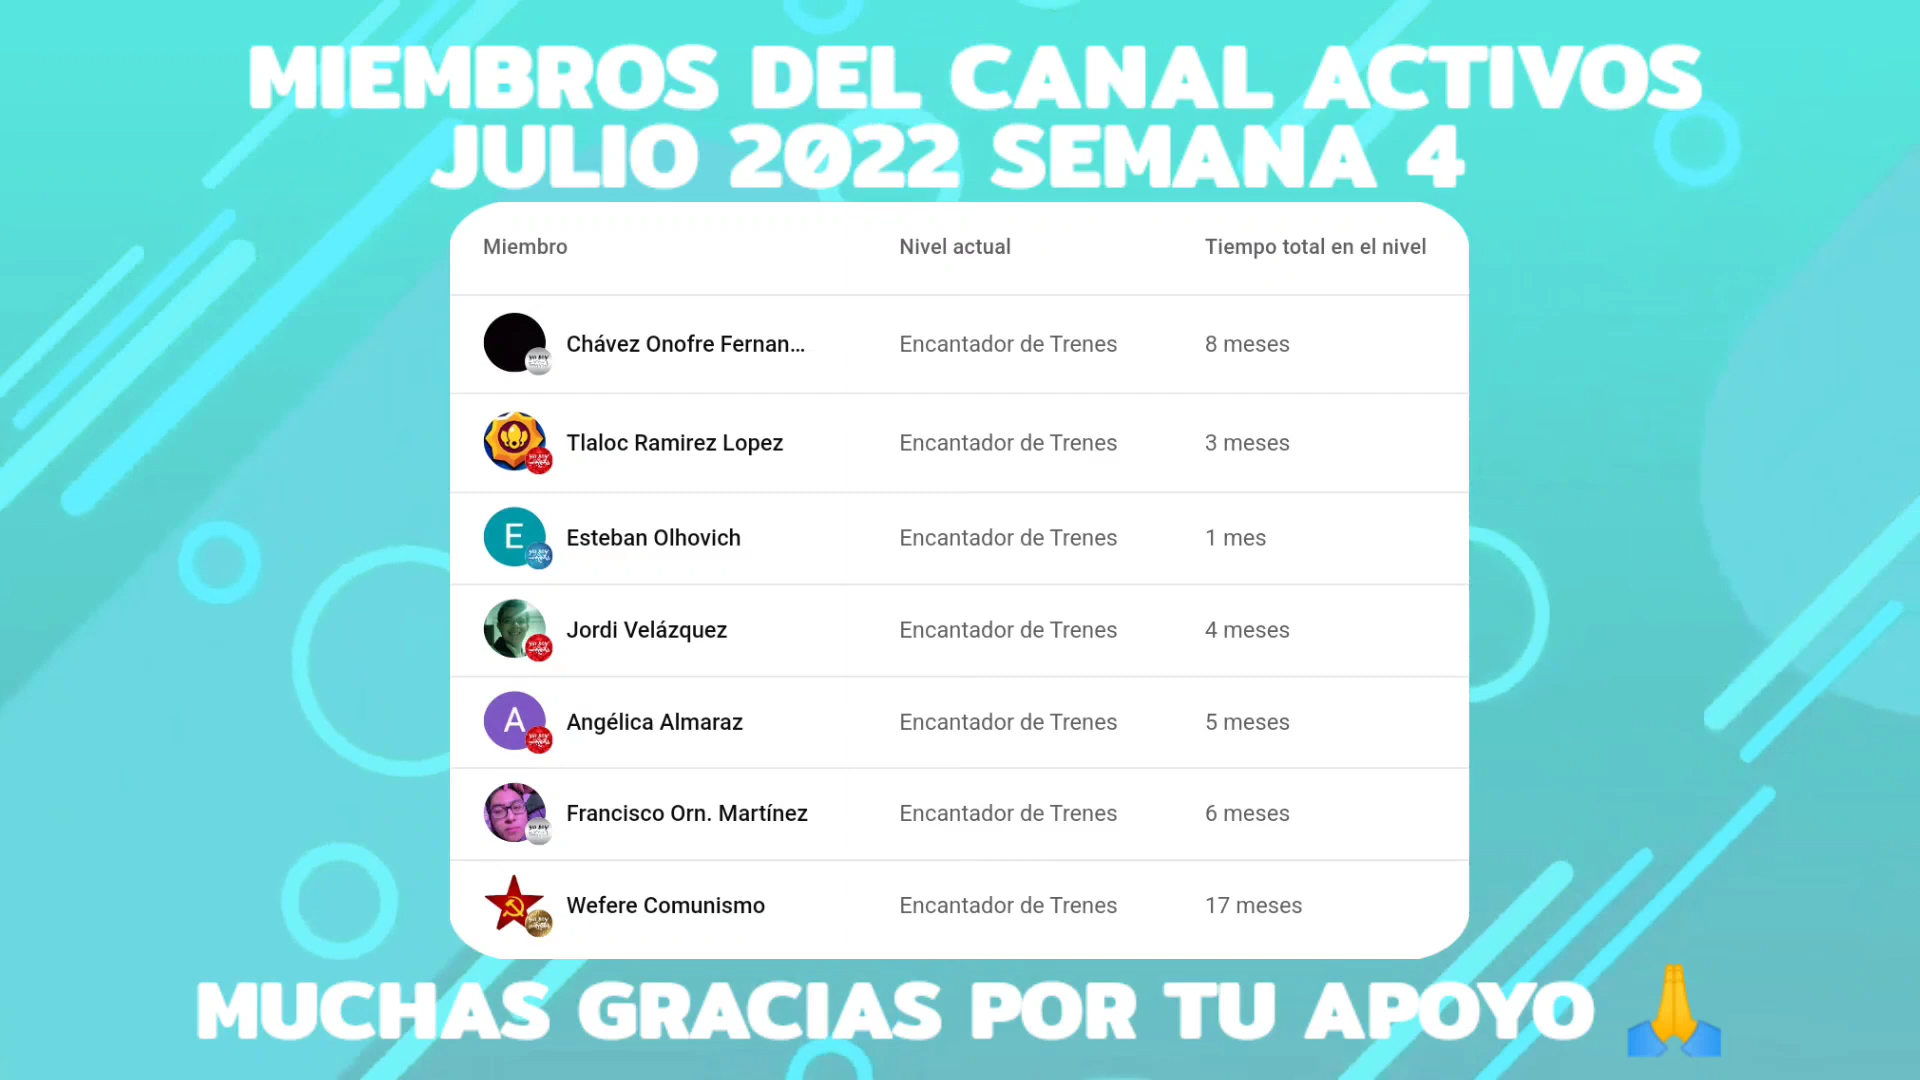 MIEMBROS DEL CANAL ACTIVOS
JULIO 2022 SEMANA 4
Miembro Nivel actual Tiempo total en el nivel
Chávez Onofre Fernan... Encantador de Trenes 8 meses
Tlaloc Ramirez Lopez Encantador de Trenes 3 meses
E Esteban Olhovich Encantador de Trenes 1 mes
Jordi Velázquez Encantador de Trenes 4 meses
A Angélica Almaraz Encantador de Trenes 5 meses
Francisco Orn. Martínez Encantador de Trenes 6 meses
Wefere Comunismo Encantador de Trenes 17 meses
MUCHAS GRACIAS POR TU APOYO 🙏